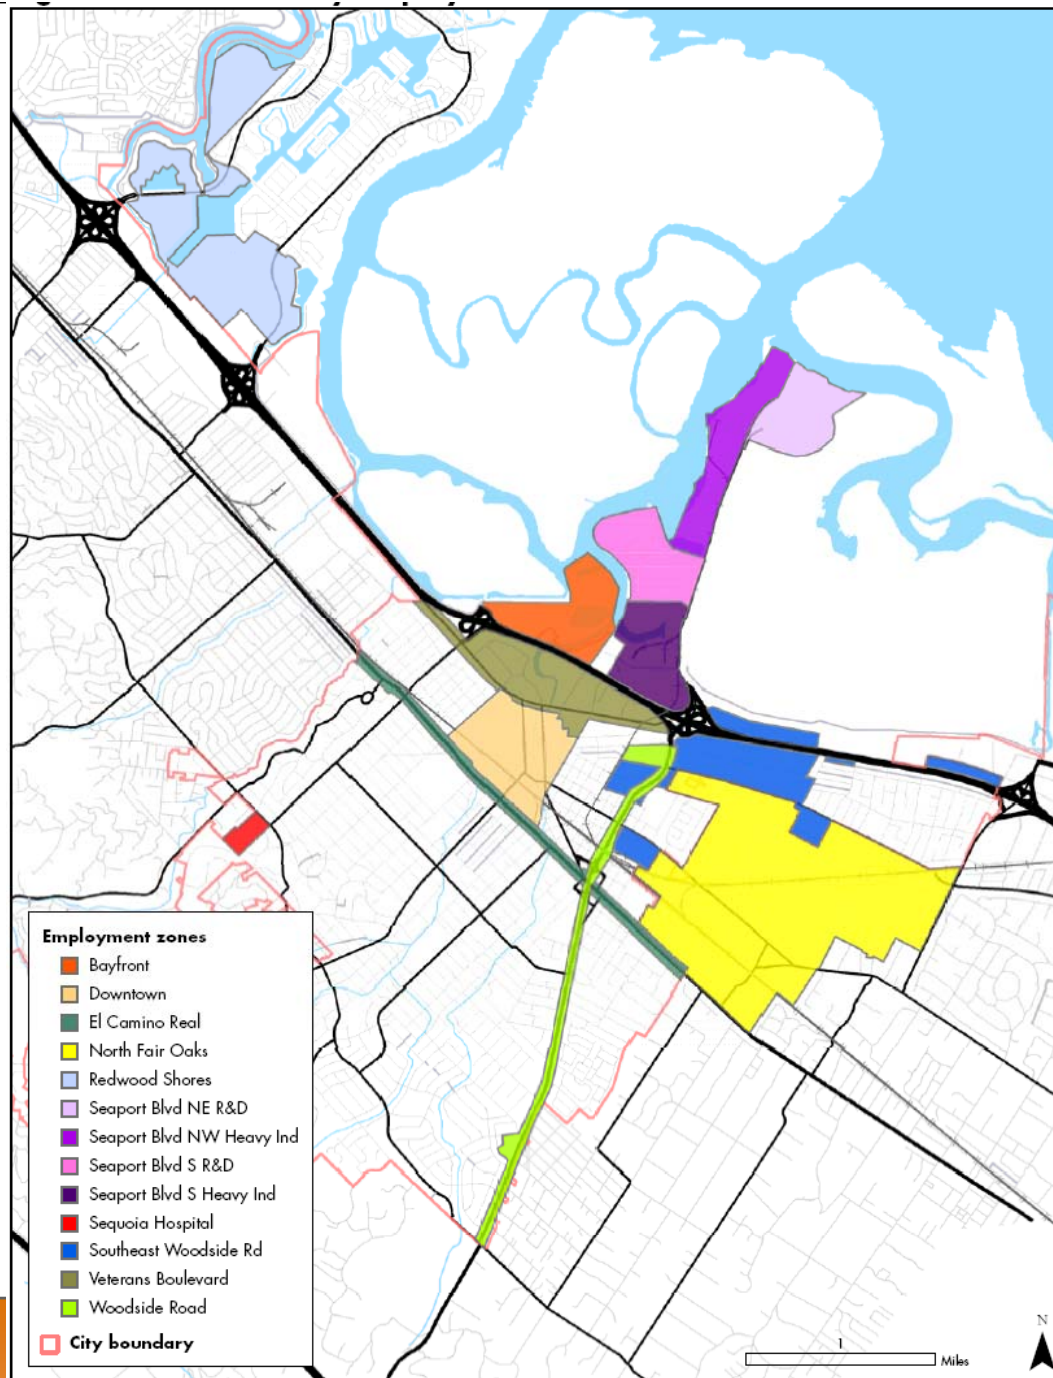 Employment zones
Bayfront
Downtown
El Camino Real
North Fair Oaks
Redwood Shores
Seaport Blvd NE R&D
Seaport Blvd NW Heavy Ind
Seaport Blvd S R&D
Seaport Blvd S Heavy Ind
Sequoia Hospital
Southeast Woodside Rd
Veterans Boulevard
Woodside Road
City boundary
N
1
Miles